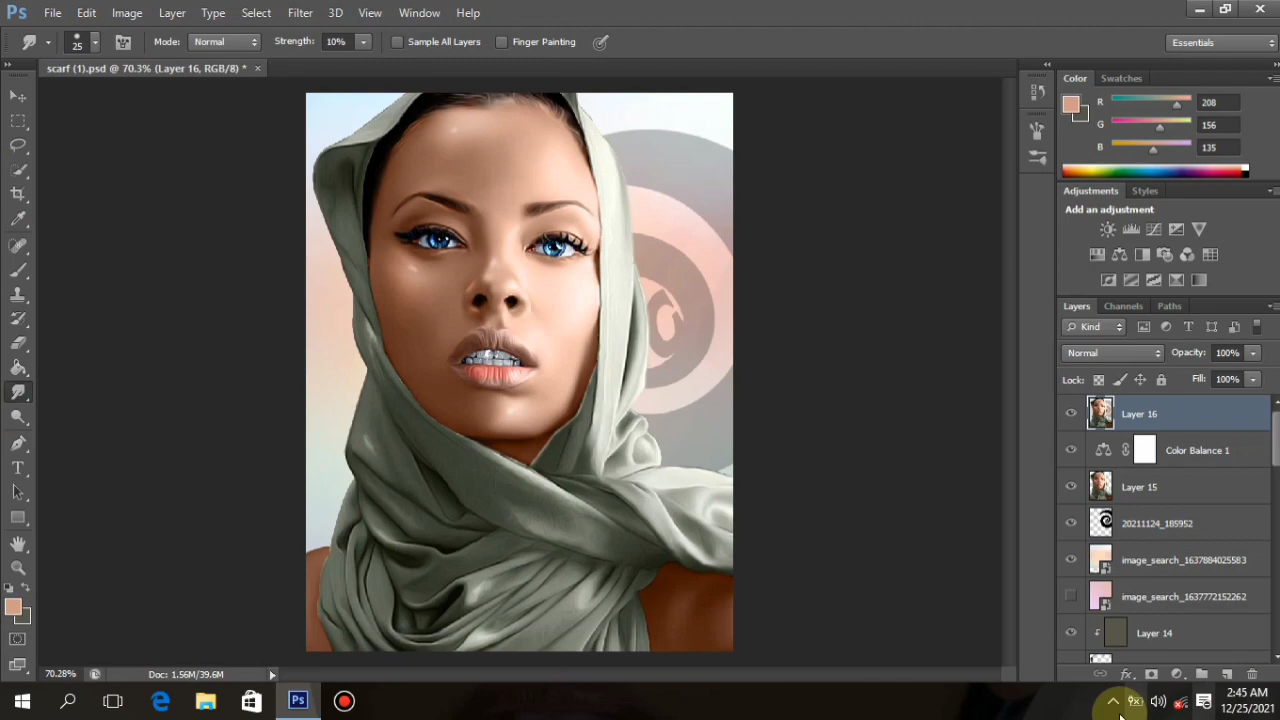 Ps File Edit Image Layer Type Select Filter 3D View Window Help
25 Mode: Normal Strength: 10% Sample All Layers Finger Painting Essentials
scarf (1).psd @ 70.3% (Layer 16, RGB/8) * ×
Color Swatches
R 208
G 156
B 135
Adjustments Styles
Add an adjustment
Layers Channels Paths
Kind
Normal Opacity: 100%
Lock: Fill: 100%
Layer 16
Color Balance 1
Layer 15
20211124_185952
image_search_1637884025583
image_search_1637772152262
Layer 14
70.28% Doc: 1.56M/39.6M
Ps 2:45 AM
12/25/2021